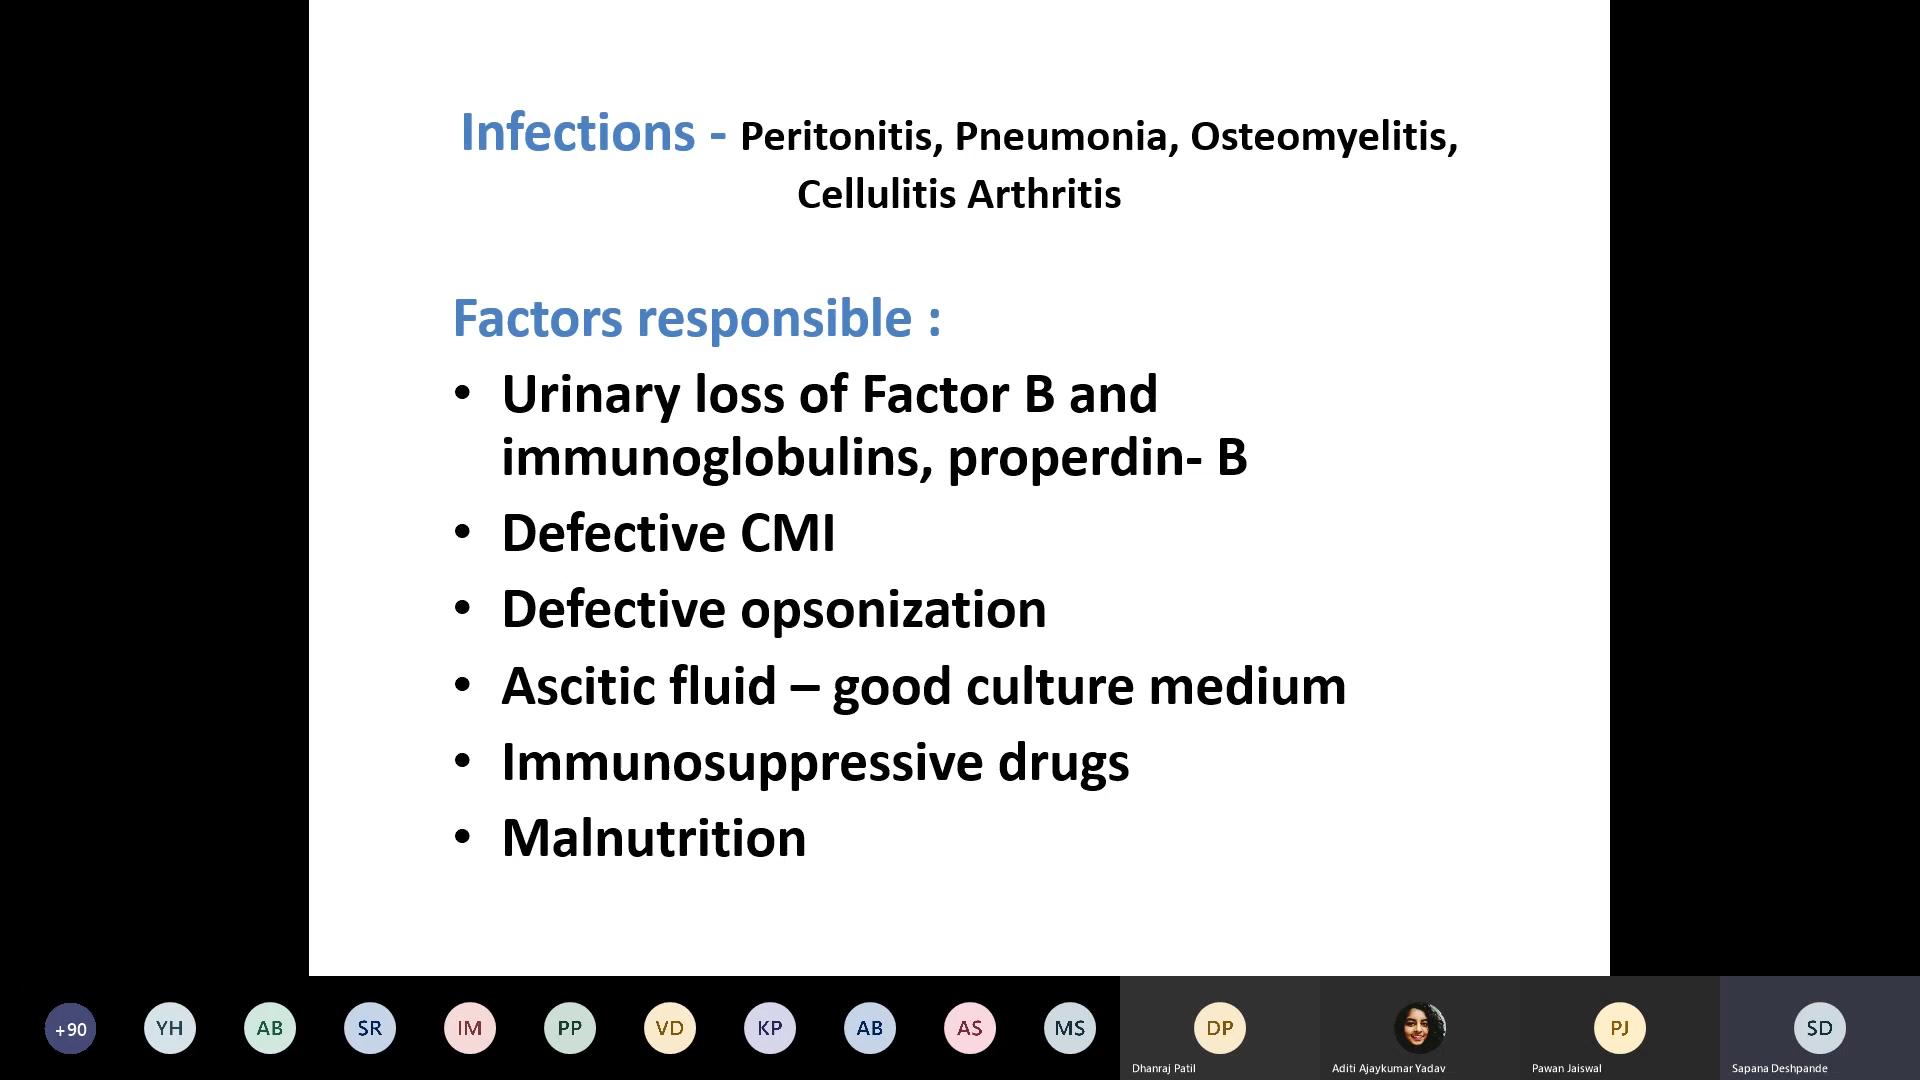 Infections - Peritonitis, Pneumonia, Osteomyelitis,
Cellulitis Arthritis
Factors responsible :
• Urinary loss of Factor B and
immunoglobulins, properdin- B
• Defective CMI
• Defective opsonization
• Ascitic fluid – good culture medium
• Immunosuppressive drugs
• Malnutrition
+90 YH AB SR IM PP VD KP AB AS MS DP PJ SD
Dhanraj Patil Aditi Ajaykumar Yadav Pawan Jaiswal Sapana Deshpande